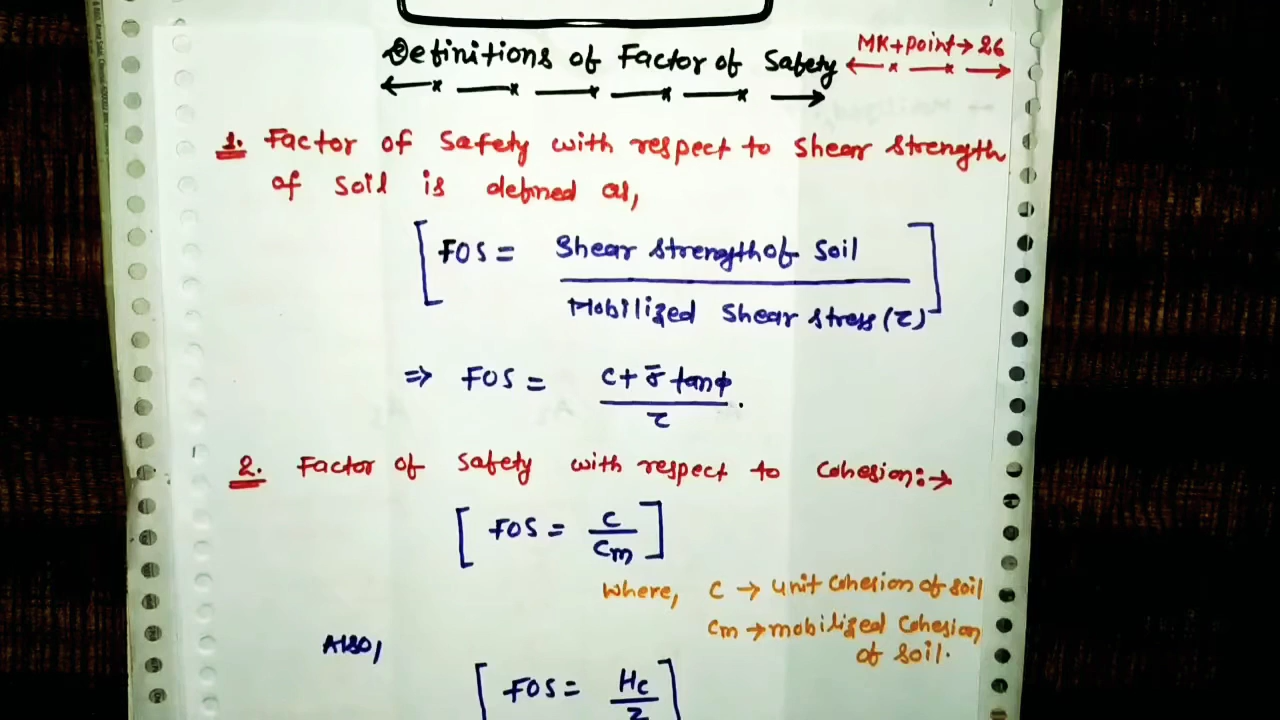 Definitions of Factor of Safety
MK+Point→26
1. Factor of Safety with respect to shear strength
of soil is defined as,
[FOS = Shear strength of soil / Mobilized shear stress (τ)]
⇒ FOS = C + σ̄ tanϕ / τ.
2. Factor of Safety with respect to Cohesion:→
[FOS = C / Cm]
Where, C → unit Cohesion of soil
Cm → mobilized Cohesion
of soil.
Also,
[FOS = Hc /